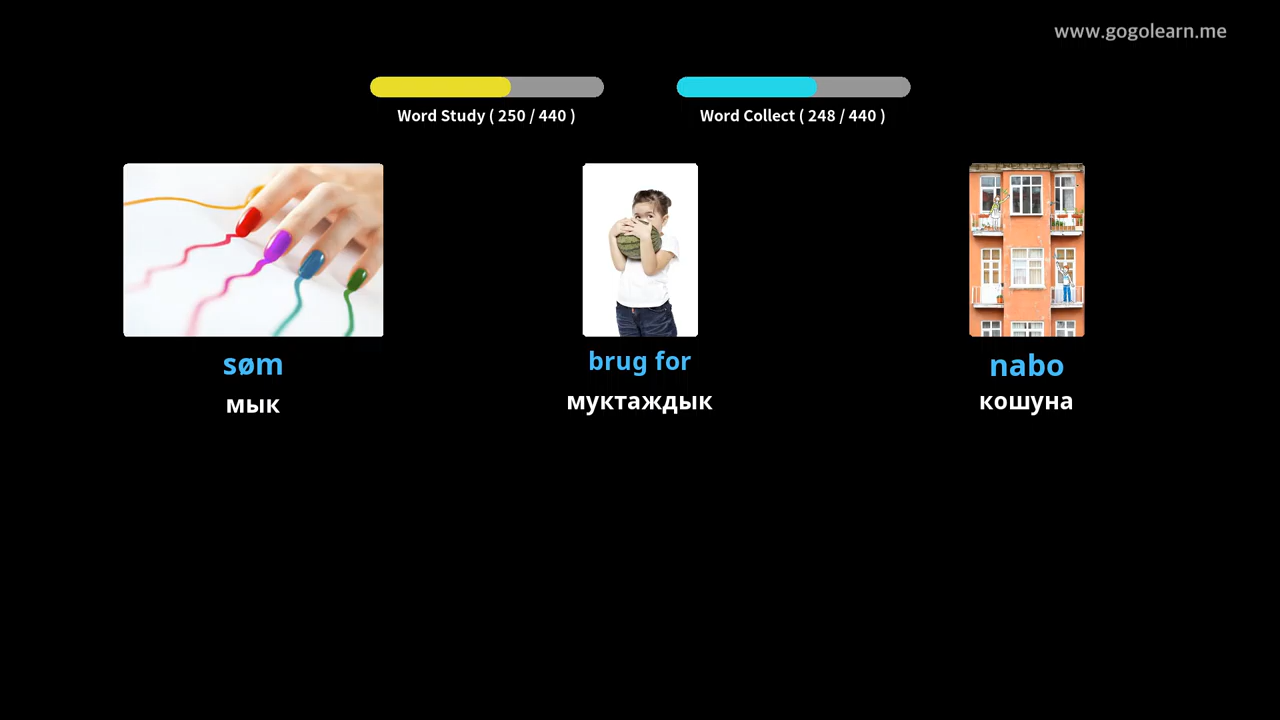 www.gogolearn.me
Word Study ( 250 / 440 )
Word Collect ( 248 / 440 )
søm
brug for
nabo
мык
муктаждык
кошуна